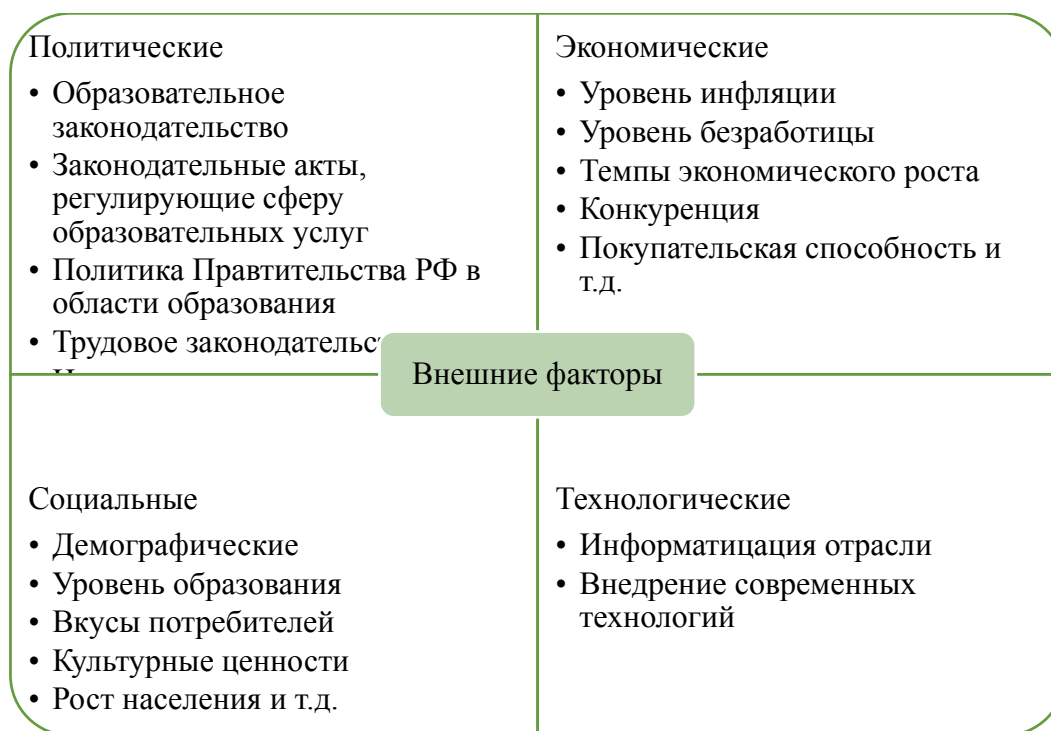 Политические
• Образовательное
законодательство
• Законодательные акты,
регулирующие сферу
образовательных услуг
• Политика Правтительства РФ в
области образования
• Трудовое
Экономические
• Уровень инфляции
• Уровень безработицы
• Темпы экономического роста
• Конкуренция
• Покупательская способность и
т.д.
Внешние факторы
Социальные
• Демографические
• Уровень образования
• Вкусы потребителей
• Культурные ценности
• Рост населения и т.д.
Технологические
• Информатицация отрасли
• Внедрение современных
технологий